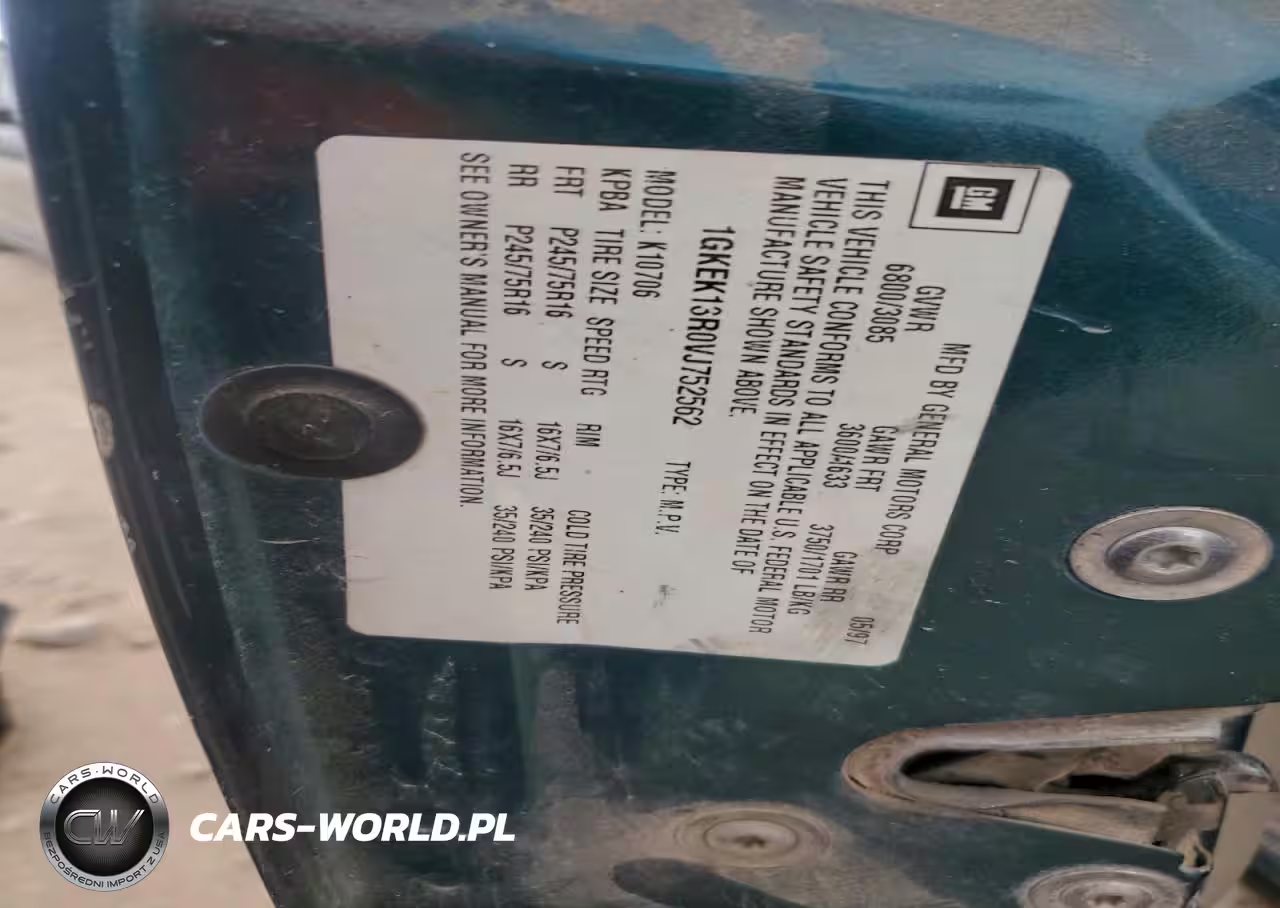 GM
MFD BY GENERAL MOTORS CORP 05/97
GVWR GAWR FRT GAWR RR
6800/3085 3600/1633 3750/1701 LB/KG
THIS VEHICLE CONFORMS TO ALL APPLICABLE U.S. FEDERAL MOTOR
VEHICLE SAFETY STANDARDS IN EFFECT ON THE DATE OF
MANUFACTURE SHOWN ABOVE.
1GKEK13R0VJ752562 TYPE: M.P.V.
MODEL: K10706
KPBA TIRE SIZE SPEED RTG RIM COLD TIRE PRESSURE
FRT P245/75R16 S 16X7/6.5J 35/240 PSI/KPA
RR P245/75R16 S 16X7/6.5J 35/240 PSI/KPA
SEE OWNER'S MANUAL FOR MORE INFORMATION.
CARS-WORLD
CW
BEZPOŚREDNI IMPORT Z USA
CARS-WORLD.PL